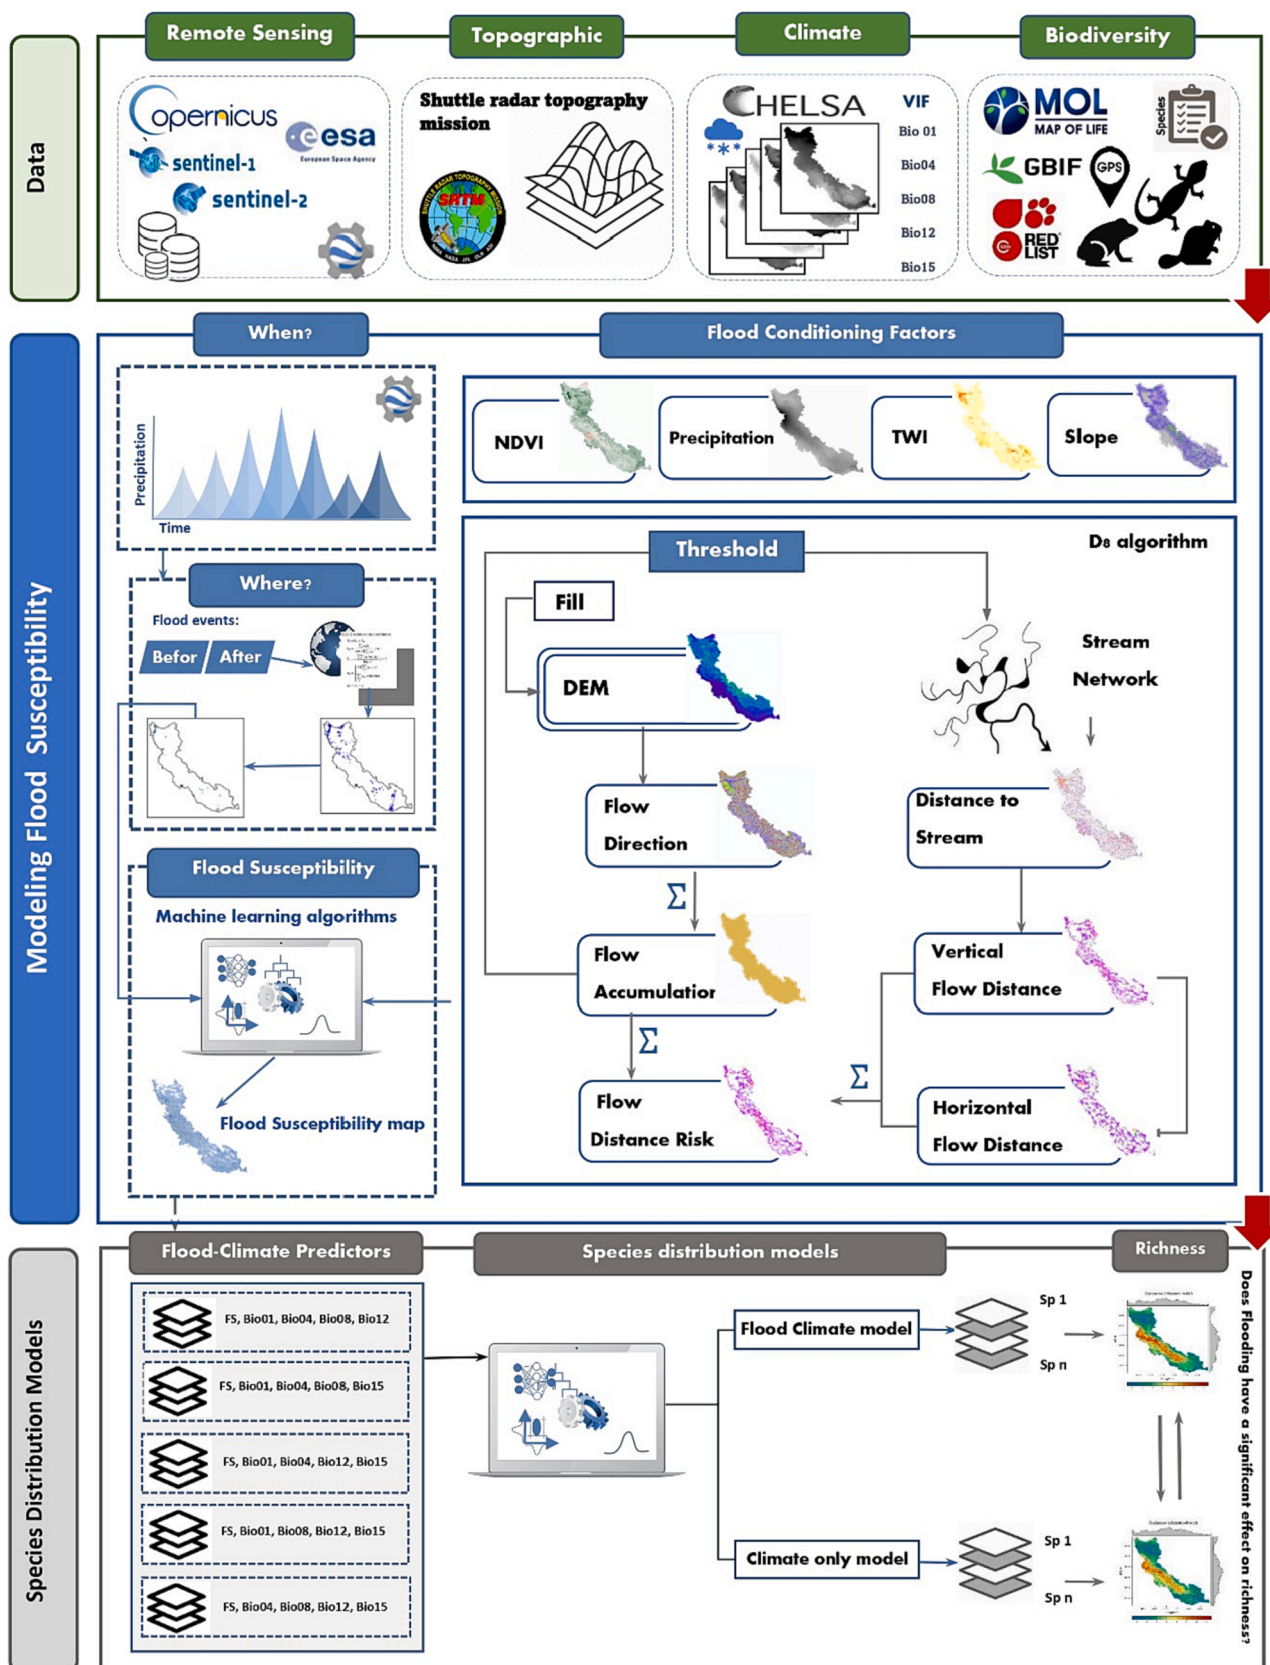 Remote Sensing
Topographic
Climate
Biodiversity
Data
opernicus
esa
European Space Agency
sentinel-1
sentinel-2
Shuttle radar topography
mission
SHUTTLE RADAR TOPOGRAPHY MISSION
SRTM
CHELSA
VIF
Bio 01
Bio04
Bio08
Bio12
Bio15
MOL
MAP OF LIFE
Species
GBIF
GPS
RED
LIST
Modeling Flood Susceptibility
When?
Precipitation
Time
Where?
Flood events:
Befor
After
Flood Susceptibility
Machine learning algorithms
Flood Susceptibility map
Flood Conditioning Factors
NDVI
Precipitation
TWI
Slope
Threshold
D8 algorithm
Fill
DEM
Stream
Network
Flow
Direction
Distance to
Stream
Σ
Flow
Accumulation
Vertical
Flow Distance
Σ
Σ
Flow
Distance Risk
Horizontal
Flow Distance
Species Distribution Models
Flood-Climate Predictors
Species distribution models
Richness
FS, Bio01, Bio04, Bio08, Bio12
FS, Bio01, Bio04, Bio08, Bio15
FS, Bio01, Bio04, Bio12, Bio15
FS, Bio01, Bio08, Bio12, Bio15
FS, Bio04, Bio08, Bio12, Bio15
Flood Climate model
Sp 1
Sp n
Climate only model
Sp 1
Sp n
Does Flooding have a significant effect on richness?